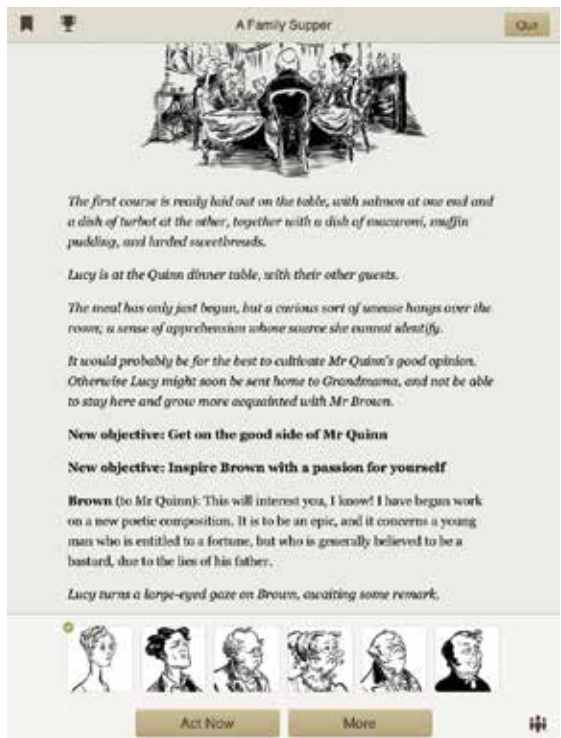 A Family Supper
Quit
The first course is ready laid out on the table, with salmon at one end and
a dish of turbot at the other, together with a dish of macaroni, muffin
pudding, and larded sweetbreads.
Lucy is at the Quinn dinner table, with their other guests.
The meal has only just begun, but a curious sort of unease hangs over the
room, a sense of apprehension whose source she cannot identify.
It would probably be for the best to cultivate Mr Quinn's good opinion.
Otherwise Lucy might soon be sent home to Grandmama, and not be able
to stay here and grow more acquainted with Mr Brown.
New objective: Get on the good side of Mr Quinn
New objective: Inspire Brown with a passion for yourself
Brown (to Mr Quinn): This will interest you, I know! I have begun work
on a new poetic composition. It is to be an epic, and it concerns a young
man who is entitled to a fortune, but who is generally believed to be a
bastard, due to the lies of his father.
Lucy turns a large-eyed gaze on Brown, awaiting some remark,
Act Now
More